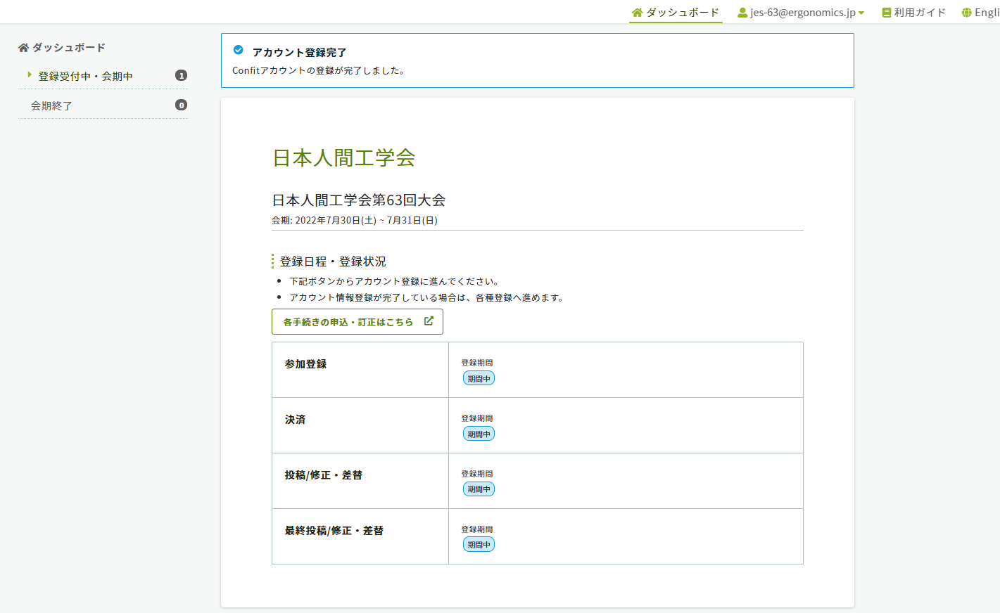 ダッシュボード
jes-63@ergonomics.jp
利用ガイド
Engli
ダッシュボード
登録受付中・会期中 1
会期終了 0
アカウント登録完了
Confitアカウントの登録が完了しました。
日本人間工学会
日本人間工学会第63回大会
会期: 2022年7月30日(土) ~ 7月31日(日)
登録日程・登録状況
下記ボタンからアカウント登録に進んでください。
アカウント情報登録が完了している場合は、各種登録へ進めます。
各手続きの申込・訂正はこちら
参加登録
登録期間
期間中
決済
登録期間
期間中
投稿/修正・差替
登録期間
期間中
最終投稿/修正・差替
登録期間
期間中